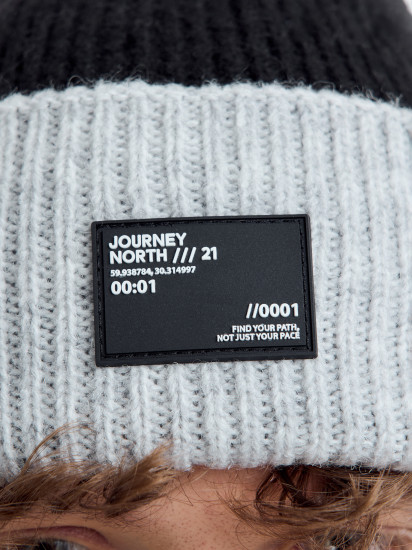 JOURNEY
NORTH /// 21
59,938784, 30.314997
00:01
//0001
FIND YOUR PATH,
NOT JUST YOUR PACE